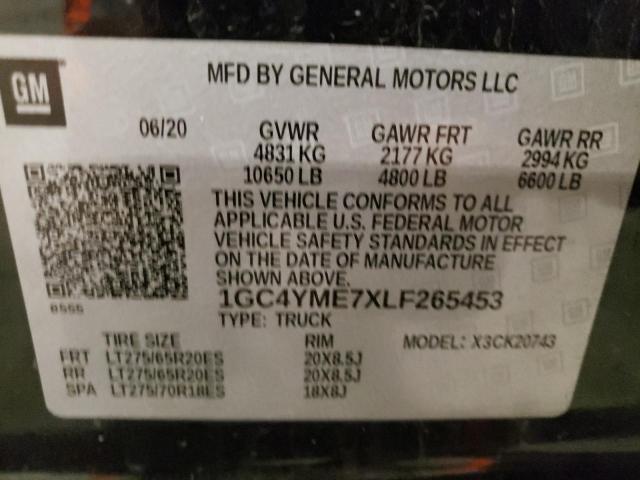 GM
MFD BY GENERAL MOTORS LLC
06/20 GVWR GAWR FRT GAWR RR
4831 KG 2177 KG 2994 KG
10650 LB 4800 LB 6600 LB
THIS VEHICLE CONFORMS TO ALL
APPLICABLE U.S. FEDERAL MOTOR
VEHICLE SAFETY STANDARDS IN EFFECT
ON THE DATE OF MANUFACTURE
SHOWN ABOVE.
1GC4YME7XLF265453
TYPE: TRUCK
TIRE SIZE RIM MODEL: X3CK20743
FRT LT275/65R20ES 20X8.5J
RR LT275/65R20ES 20X8.5J
SPA LT275/70R18ES 18X8J